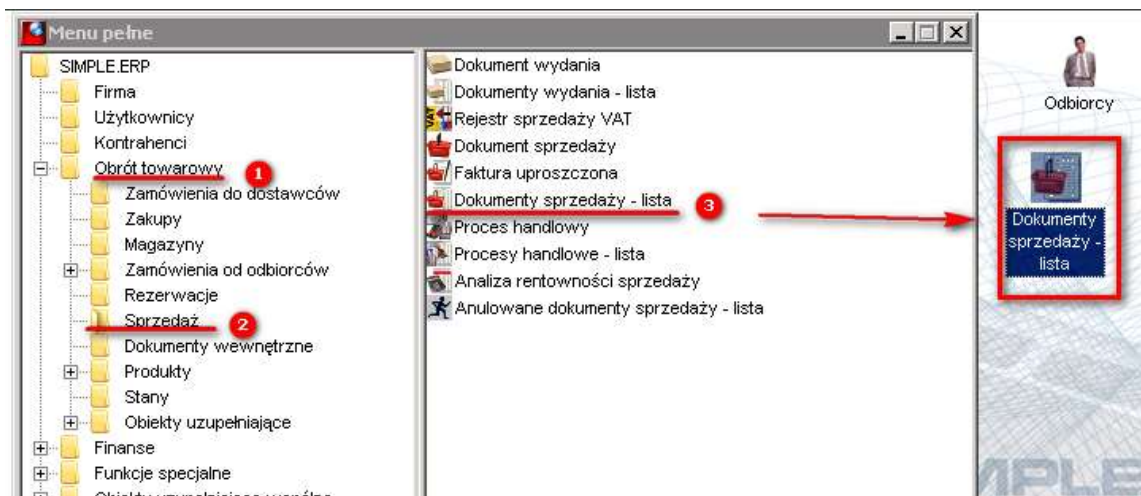 Menu pełne
SIMPLE.ERP
Firma
Użytkownicy
Kontrahenci
Obrót towarowy
1
Zamówienia do dostawców
Zakupy
Magazyny
Zamówienia od odbiorców
Rezerwacje
Sprzedaż
2
Dokumenty wewnętrzne
Produkty
Stany
Obiekty uzupełniające
Finanse
Funkcje specjalne
Obiekty uzupełniające wspólne
Dokument wydania
Dokumenty wydania - lista
Rejestr sprzedaży VAT
Dokument sprzedaży
Faktura uproszczona
Dokumenty sprzedaży - lista
3
Proces handlowy
Procesy handlowe - lista
Analiza rentowności sprzedaży
Anulowane dokumenty sprzedaży - lista
Odbiorcy
Dokumenty
sprzedaży -
lista